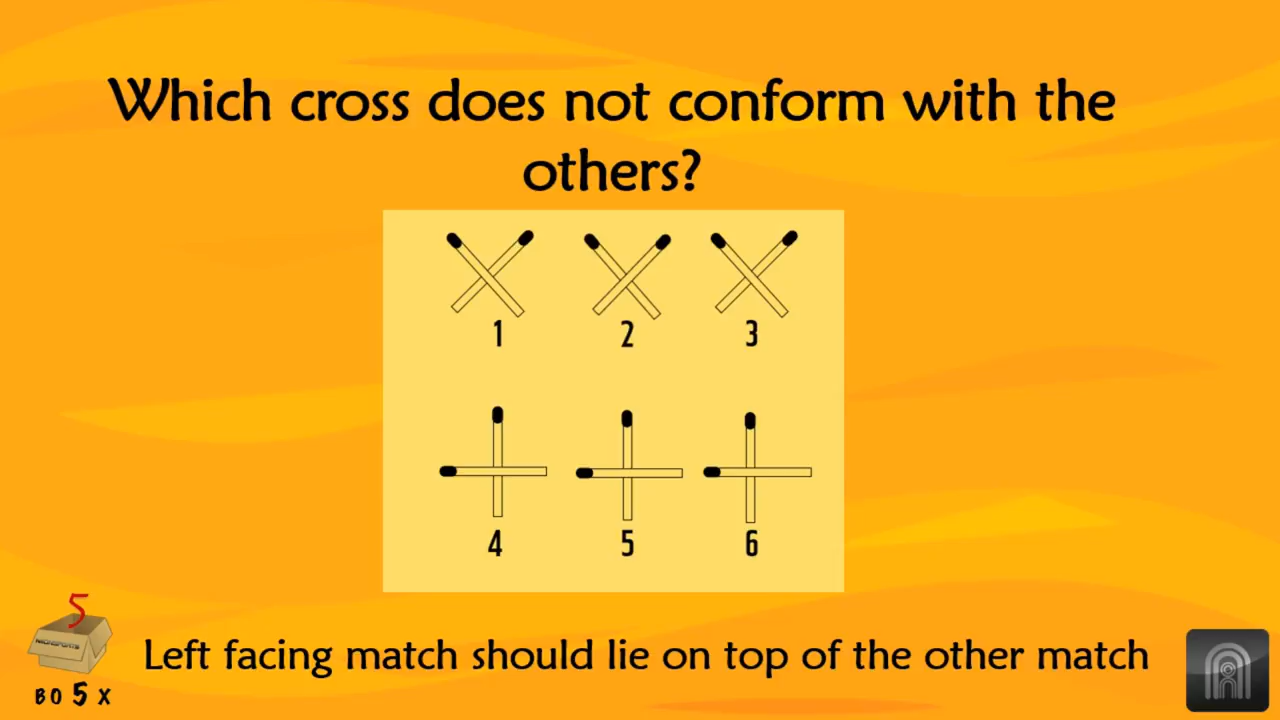 Which cross does not conform with the
others?
1 2 3
4 5 6
5
BO 5 X
Left facing match should lie on top of the other match